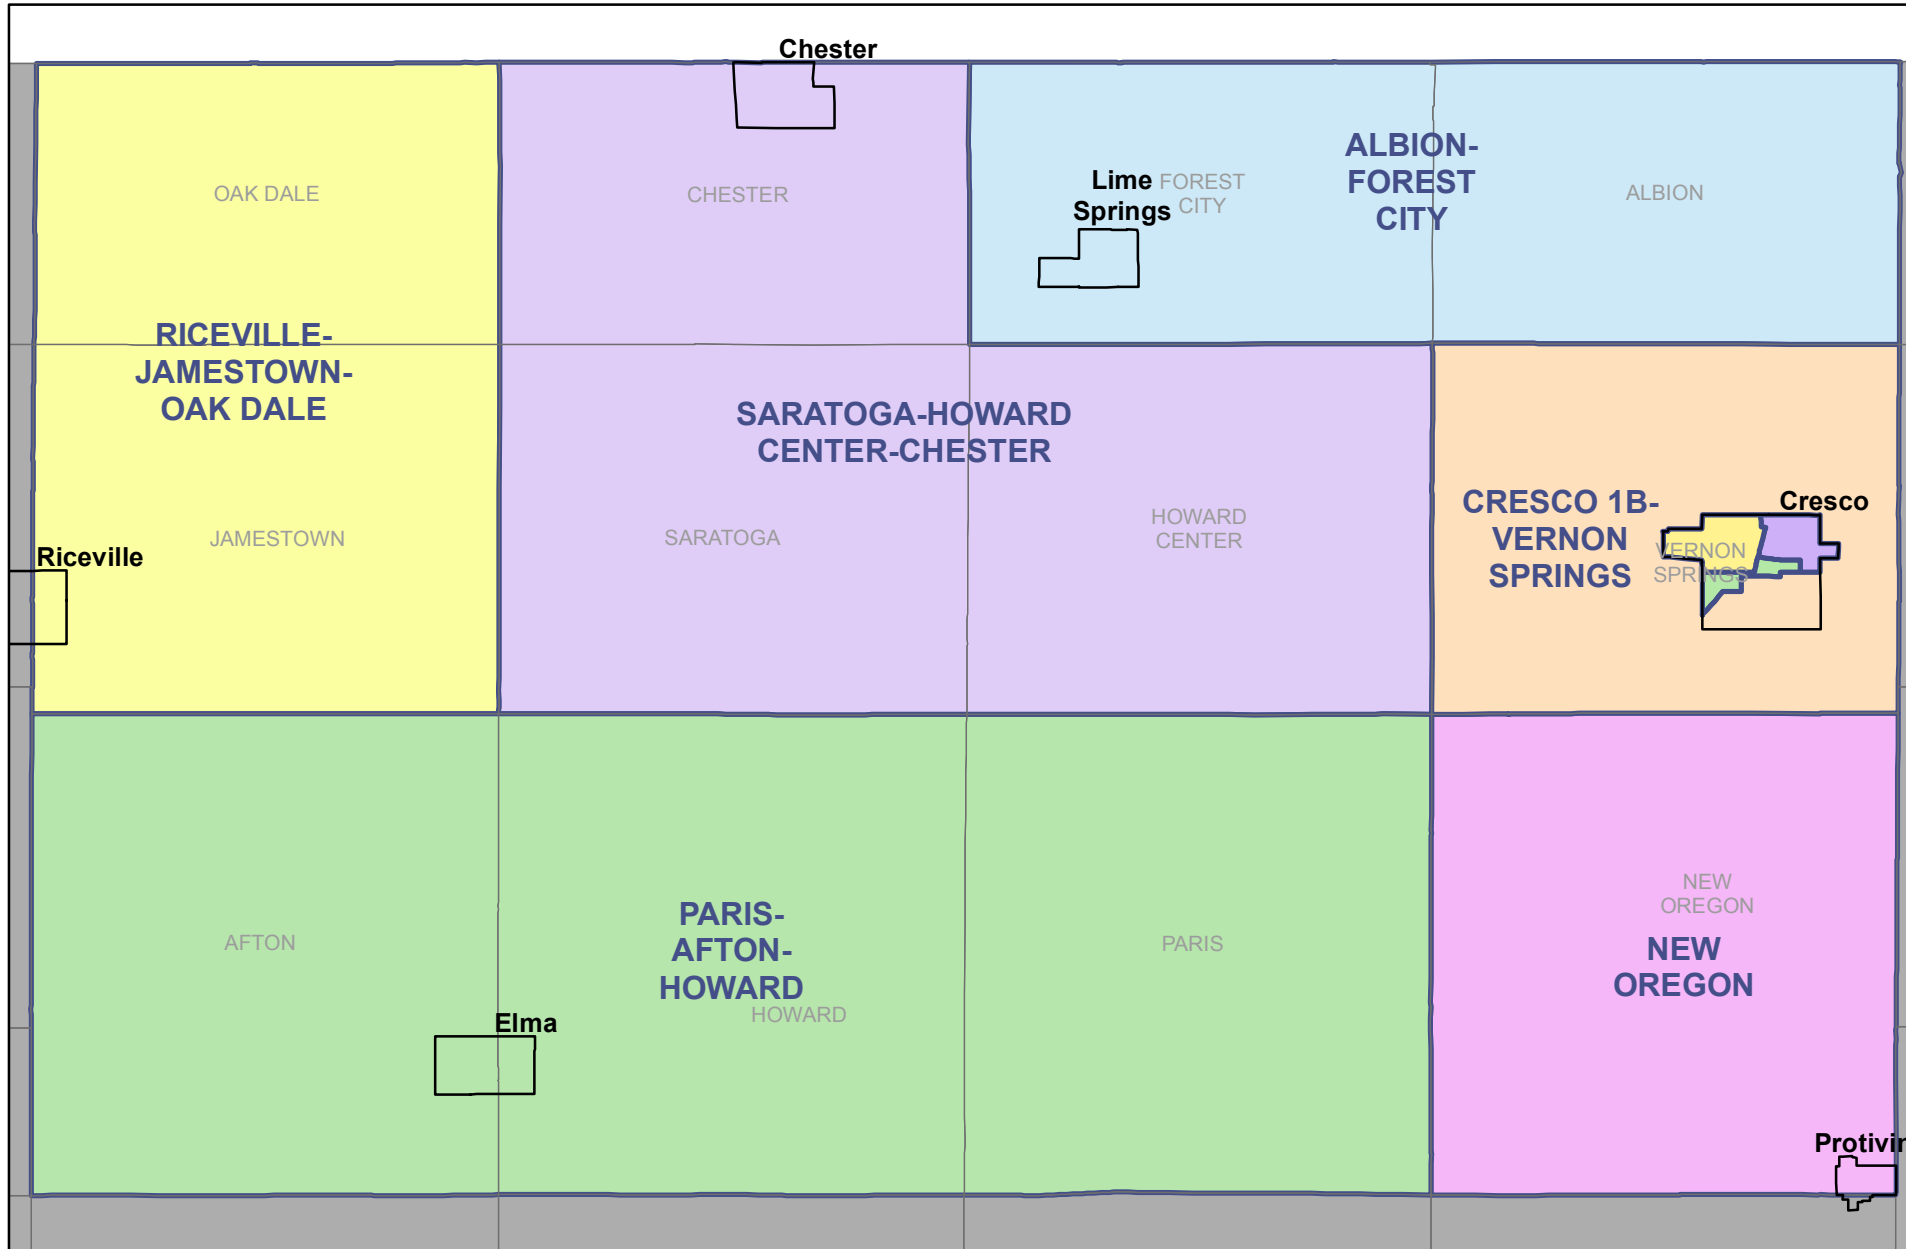 Chester
OAK DALE
CHESTER
Lime
Springs
FOREST
CITY
ALBION-
FOREST
CITY
ALBION
RICEVILLE-
JAMESTOWN-
OAK DALE
SARATOGA-HOWARD
CENTER-CHESTER
JAMESTOWN
Riceville
SARATOGA
HOWARD
CENTER
CRESCO 1B-
VERNON
SPRINGS
Cresco
VERNON
SPRINGS
AFTON
PARIS-
AFTON-
HOWARD
HOWARD
PARIS
NEW
OREGON
NEW
OREGON
Elma
Protivin